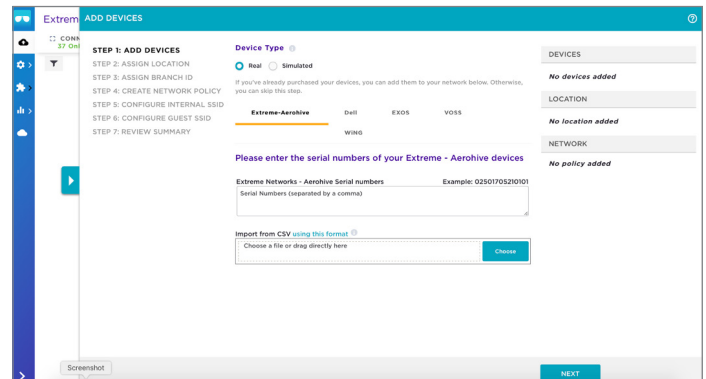 Extrem
ADD DEVICES
CONN
37 Onl
STEP 1: ADD DEVICES
STEP 2: ASSIGN LOCATION
STEP 3: ASSIGN BRANCH ID
STEP 4: CREATE NETWORK POLICY
STEP 5: CONFIGURE INTERNAL SSID
STEP 6: CONFIGURE GUEST SSID
STEP 7: REVIEW SUMMARY
Device Type
Real Simulated
If you've already purchased your devices, you can add them to your network below. Otherwise,
you can skip this step.
Extreme-Aerohive Dell EXOS VOSS
WiNG
Please enter the serial numbers of your Extreme - Aerohive devices
Extreme Networks - Aerohive Serial numbers Example: 02501705210101
Serial Numbers (separated by a comma)
Import from CSV using this format
Choose a file or drag directly here
Choose
DEVICES
No devices added
LOCATION
No location added
NETWORK
No policy added
Screenshot
NEXT